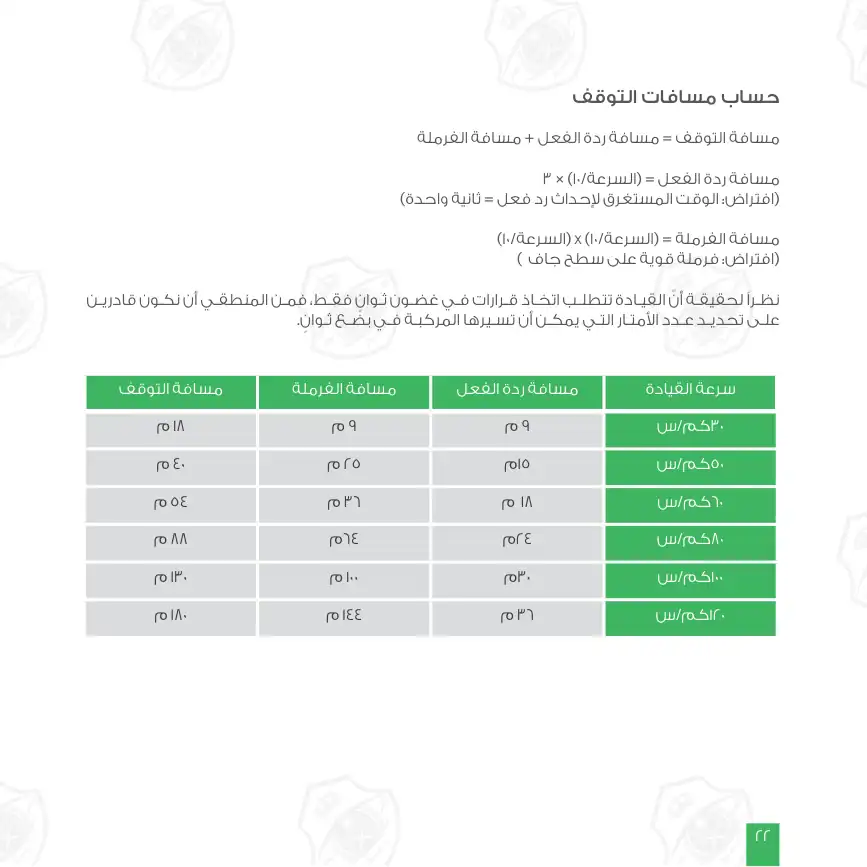 حساب مسافات التوقف
مسافة التوقف = مسافة ردة الفعل + مسافة الفرملة
مسافة ردة الفعل = (السرعة/١٠) × ٣
(افتراض: الوقت المستغرق لإحداث رد فعل = ثانية واحدة)
مسافة الفرملة = (السرعة/١٠) x (السرعة/١٠)
(افتراض: فرملة قوية على سطح جاف )
نظراً لحقيقة أنّ القيادة تتطلب اتخاذ قرارات في غضون ثوانٍ فقط، فمن المنطقي أن نكون قادرين
على تحديد عدد الأمتار التي يمكن أن تسيرها المركبة في بضع ثوانٍ.
سرعة القيادة مسافة ردة الفعل مسافة الفرملة مسافة التوقف
٣٠كم/س ٩ م ٩ م ١٨ م
٥٠كم/س ١٥م ٢٥ م ٤٠ م
٦٠كم/س ١٨ م ٣٦ م ٥٤ م
٨٠كم/س ٢٤م ٦٤م ٨٨ م
١٠٠كم/س ٣٠م ١٠٠ م ١٣٠ م
١٢٠كم/س ٣٦ م ١٤٤ م ١٨٠ م
٢٢